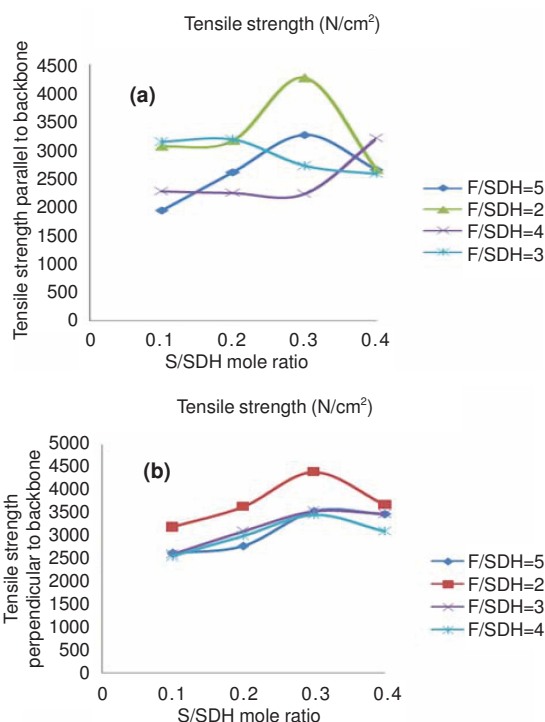 Tensile strength (N/cm²)
(a)
Tensile strength parallel to backbone
4500
4000
3500
3000
2500
2000
1500
1000
500
0
0 0.1 0.2 0.3 0.4
S/SDH mole ratio
F/SDH=5
F/SDH=2
F/SDH=4
F/SDH=3
Tensile strength (N/cm²)
(b)
Tensile strength
perpendicular to backbone
5000
4500
4000
3500
3000
2500
2000
1500
1000
500
0
0 0.1 0.2 0.3 0.4
S/SDH mole ratio
F/SDH=5
F/SDH=2
F/SDH=3
F/SDH=4